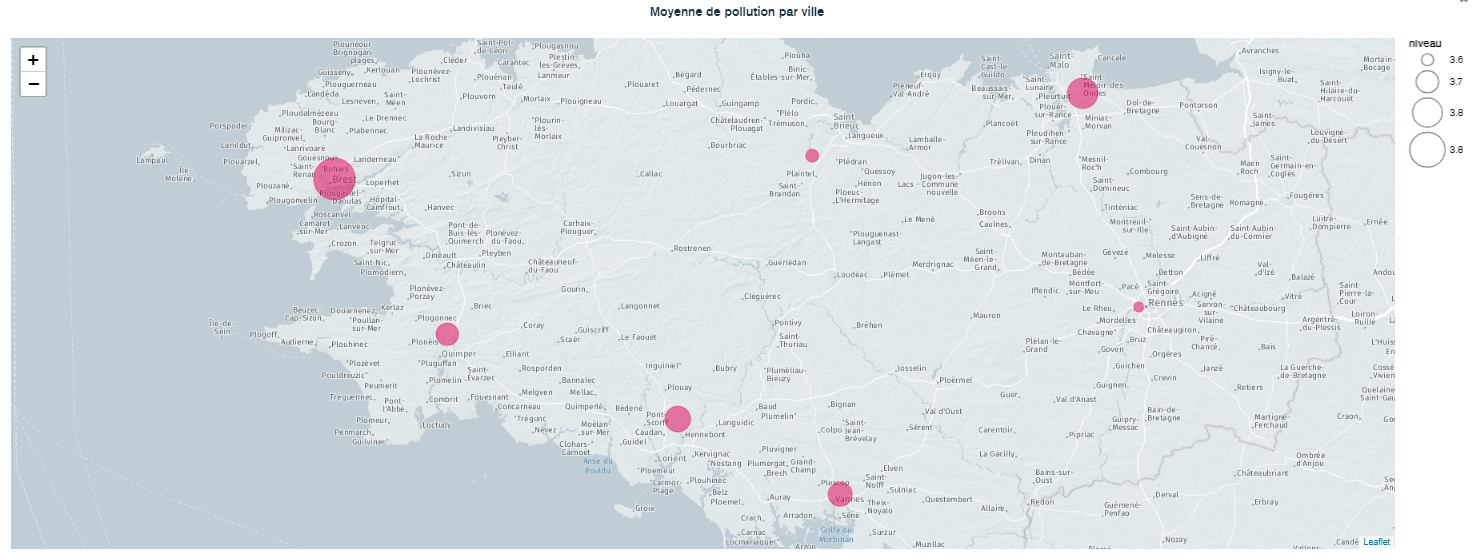 Moyenne de pollution par ville
+
−
niveau
3.6
3.7
3.8
3.8
Plounéour-
Brignogan-
plages,
Kerlouan
Guissény,
Plouguerneau
Landéda
Lesneven,
Saint-
Méen
Cléder
Saint-Pol-
de-Léon
Carantec
Plougasnou
Plestin
les-Grèves,
Lanmeur
Plounévez-
Lochrist
Plouénan
Taulé
Plouvorn
Morlaix
Plouigneau
Plouaret
Bégard
Pédernec
Louargat
Guingamp
Plouha
Binic-
Étables-sur-Mer,
Pordic,
Plélo
Trémuson,
Châtelaudren-
Plouagat
Bourbriac
Saint
Brieuc
Langueux
Erquy
Pléneuf-
Val-André
Lamballe-
Armor
Saint-
Cast-le-
Guildo
Beaussais
-sur-Mer,
Saint-
Malo
Cancale
Saint-
Lunaire
Pleurtuit
Saint-
Méloir-des
Ondes
Plouër-
sur-Rance
Miniac-
Morvan
Dol-de-
Bretagne
Pontorson
Avranches
Isigny-le-
Buat,
Saint-
Hilaire-du-
Harcouët
Mortain-
Bocage
Saint-
James
Louvigné-
du-Désert
Plancoët
Pleudihen-
sur-Rance
Val-
Couesnon
Ploudalmézeau
Bourg-
Blanc
Le Drennec
Plabennec
Milizac-
Guipronvel,
Lanrivoaré
Gouesnou
Saint-
Renan
Bohars
Brest
Plougastel-
Daoulas
Landerneau
Loperhet
Hôpital-
Camfrout,
Porspoder,
Lanildut
Plouarzel,
Lampaul
Île-
Molène,
Plouzané,
Plougonvelin
Roscanvel
Camaret
-sur-Mer
Lanvéoc
Crozon
Telgruc
-sur-Mer
Saint-Nic,
Plomodiern,
Landivisiau
La Roche-
Maurice
Pleyber-
Christ
Plourin-
lès-
Morlaix
Sizun
Hanvec
Pont-de-
Buis-lès-
Quimerch
Plonévez-
du-Faou,
Pleyben
Dinéault
Châteaulin
Châteauneuf-
du-Faou
Carhaix-
Plouguer,
Callac
Rostrenen
Guerlédan
Plaintel,
Plédran
Quessoy
Hénon
Saint-
Brandan
Ploeuc-
L'Hermitage
Lacs
Jugon-les-
Commune
nouvelle
Le Mené
Plouguenast-
Langast
Trélivan,
Dinan
Mesnil-
Roc'h
Combourg
Saint-
Domineuc
Tinténiac
Broons
Caulnes,
Montreuil-
sur-Ille
Maen
Roch
Saint-
Germain-en-
Coglès
Fougères
Sens-de-
Bretagne
Romagné,
Saint-Aubin-
d'Aubigné
Saint-Aubin-
du-Cormier
Luitré-
Dompierre
Ernée
Liffré
Val-
d'Izé
Balazé
Loudéac
Plémet
Merdrignac
Saint-
Méen-le-
Grand,
Montauban-
de-Bretagne
Bédée
Montfort-
sur-Meu
Iffendic
Gévezé
Melesse
Betton
Pacé
Saint-
Grégoire
Rennes
Le Rheu
Acigné
Servon-
sur-
Vilaine
Châteaubourg
Vitré
Saint-
Pierre-la-
Cour
Loiron-
Ruillé
Mordelles
Chavagne
Bruz
Châteaugiron
Piré-
Chancé,
Argentré-
du-Plessis
Bais
Goven
Orgères
Guichen
Crevin
Janzé
La Guerche-
de-Bretagne
Retiers
Guignen,
Plélan-le-
Grand
Mauron
Guer,
Val d'Anast
Plonévez-
Porzay
Kerlaz
Briec
Gourin,
Langonnet
Cléguérec
Pontivy
Saint-
Thuriau
Bréhan
Île-de-
Sein
Beuzec-
Cap-Sizun,
Douarnenez,
Poullan-
sur-Mer
Plogoff,
Audierne,
Plouhinec
Plogonnec
Plonéis
Quimper
Pluguffan
Coray
Guiscriff
Scaër
Le Faouët
Elliant
Rosporden
Plozévet
Pouldreuzic
Peumerit
Plomelin
Saint-
Évarzec
Tréguennec,
Pont-
l'Abbé,
Combrit
Fouesnant
Concarneau
Plomeur,
Penmarch,
Guilvinec
Loctudy
Melgven
Bannalec
Mellac,
Trégunc
Névez
Quimperlé,
Moëlan
-sur-Mer
Clohars-
Carnoët
Rédené
Pont-
Scorff
Caudan,
Guidel
Hennebont
Languidic
Inguiniel
Plouay
Bubry
Pluméliau-
Bieuzy
Baud
Plumelin
Josselin
Ploërmel
Bignan
Colpo
Saint-
Jean-
Brévelay
Val d'Oust
Sérent
Carentoir,
La Gacilly,
Guipry-
Messac
Bain-de-
Bretagne
Pipriac
Martigné-
Ferchaud
Craon,
Anse du
Pouldu
Lorient
Kervignac
Nostang
Ploemeur
Larmor-
Plage
Plouhinec
Belz
Ploemel,
Groix
Pluvigner
Plumergat,
Brech
Grand-
Champ
Auray
Arradon,
Crach,
Carnac
Locmariaquer
Arzon
Plescop
Vannes
Séné
Golfe du
Morbihan
Saint-
Nolff
Elven
Theix-
Noyalo
Sulniac
Questembert
Surzur
Muzillac
Allaire,
Bains-sur-
Oust
Redon
Guémené-
Penfao
Derval
Nozay
Châteaubriant
Erbray
Ombrée
d'Anjou
Candé
Leaflet